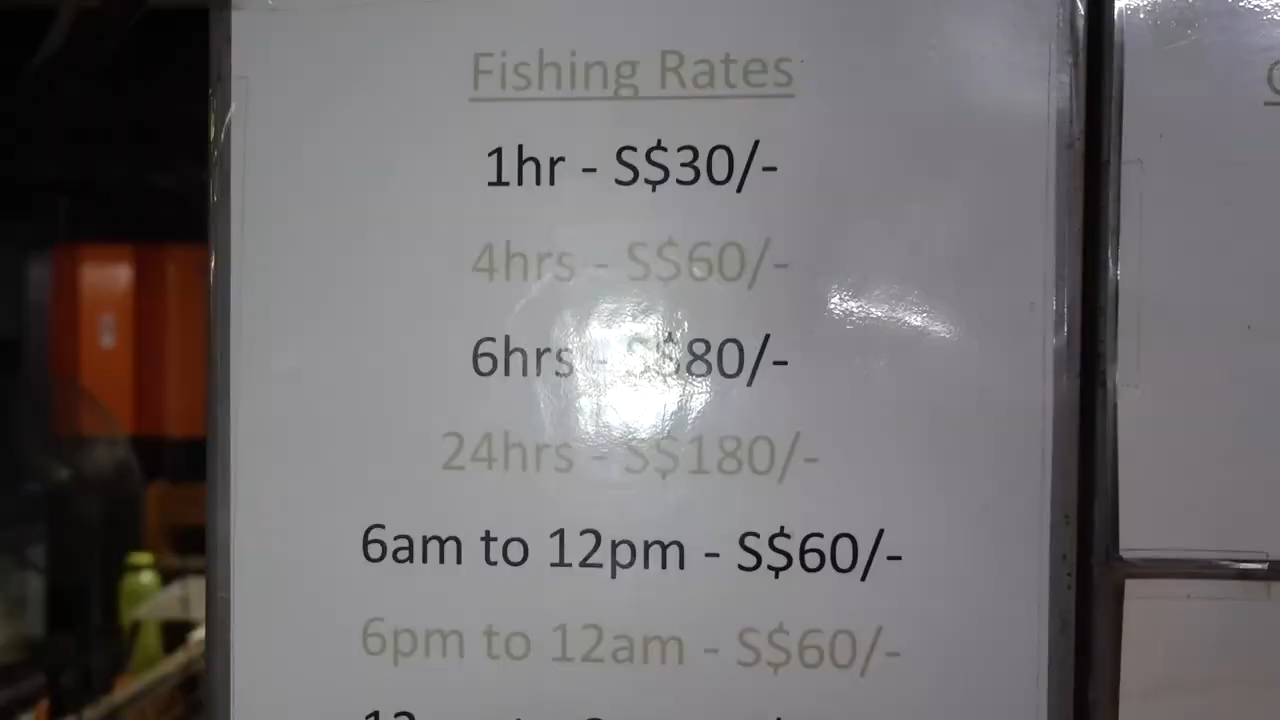 Fishing Rates
1hr - S$30/-
4hrs - S$60/-
6hrs - S$80/-
24hrs - S$180/-
6am to 12pm - S$60/-
6pm to 12am - S$60/-